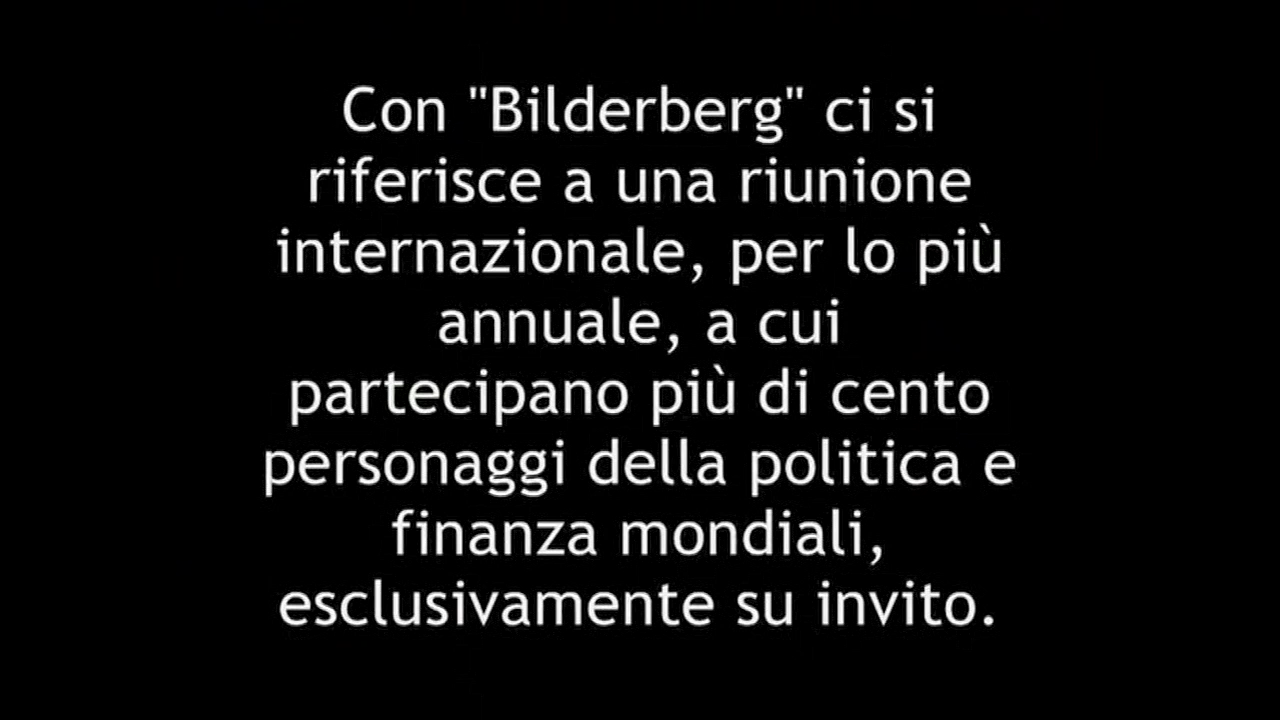 Con "Bilderberg" ci si
riferisce a una riunione
internazionale, per lo più
annuale, a cui
partecipano più di cento
personaggi della politica e
finanza mondiali,
esclusivamente su invito.